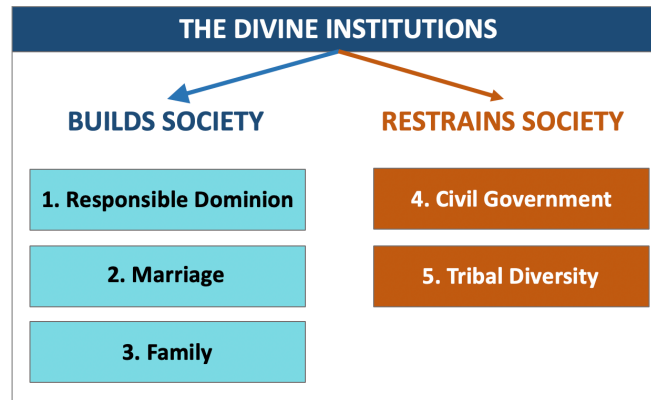 THE DIVINE INSTITUTIONS
BUILDS SOCIETY
1. Responsible Dominion
2. Marriage
3. Family
RESTRAINS SOCIETY
4. Civil Government
5. Tribal Diversity